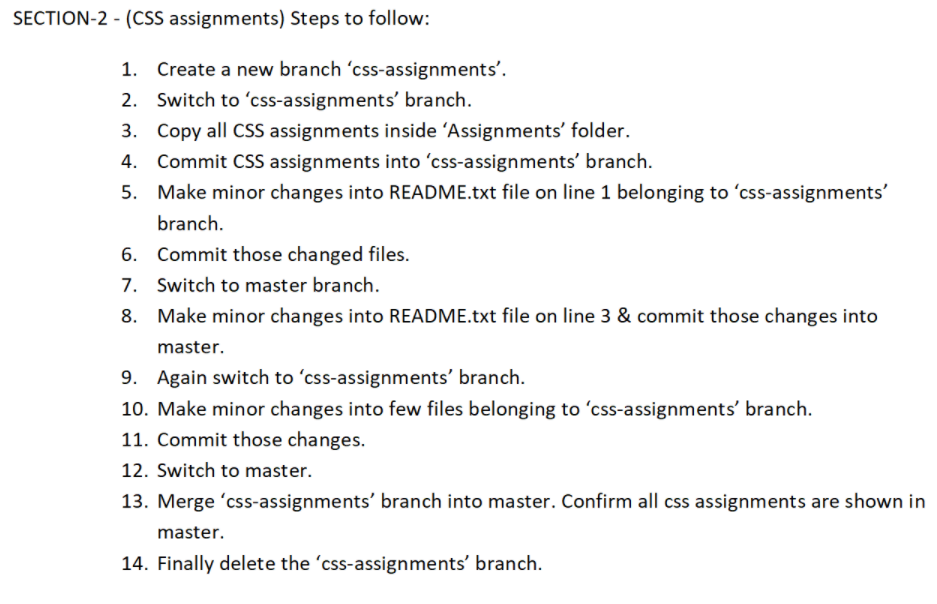 SECTION-2 - (CSS assignments) Steps to follow:
1. Create a new branch ‘css-assignments’.
2. Switch to ‘css-assignments’ branch.
3. Copy all CSS assignments inside ‘Assignments’ folder.
4. Commit CSS assignments into ‘css-assignments’ branch.
5. Make minor changes into README.txt file on line 1 belonging to ‘css-assignments’
branch.
6. Commit those changed files.
7. Switch to master branch.
8. Make minor changes into README.txt file on line 3 & commit those changes into
master.
9. Again switch to ‘css-assignments’ branch.
10. Make minor changes into few files belonging to ‘css-assignments’ branch.
11. Commit those changes.
12. Switch to master.
13. Merge ‘css-assignments’ branch into master. Confirm all css assignments are shown in
master.
14. Finally delete the ‘css-assignments’ branch.